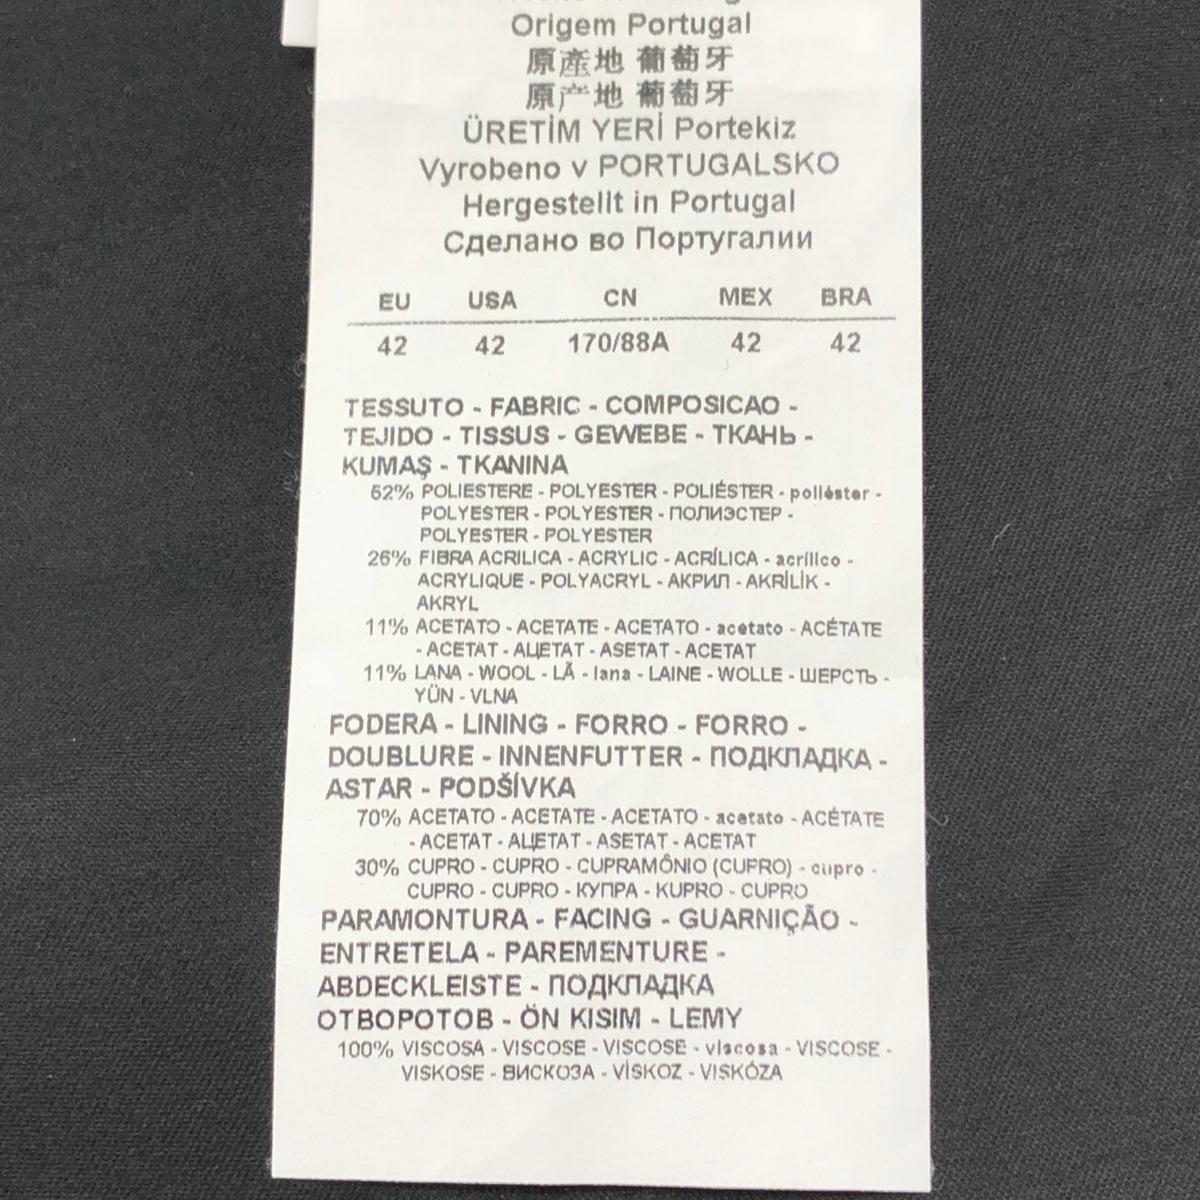 Origem Portugal
原產地 葡萄牙
原产地 葡萄牙
ÜRETİM YERİ Portekiz
Vyrobeno v PORTUGALSKO
Hergestellt in Portugal
Сделано во Португалии
EU USA CN MEX BRA
42 42 170/88A 42 42
TESSUTO - FABRIC - COMPOSICAO -
TEJIDO - TISSUS - GEWEBE - ТКАНЬ -
KUMAŞ - TKANINA
52% POLIESTERE - POLYESTER - POLIÉSTER - poliéster -
POLYESTER - POLYESTER - ПОЛИЭСТЕР -
POLYESTER - POLYESTER
26% FIBRA ACRILICA - ACRYLIC - ACRÍLICA - acrílico -
ACRYLIQUE - POLYACRYL - АКРИЛ - AKRİLİK -
AKRYL
11% ACETATO - ACETATE - ACETATO - acetato - ACÉTATE
- ACETAT - АЦЕТАТ - ASETAT - ACETAT
11% LANA - WOOL - LÃ - lana - LAINE - WOLLE - ШЕРСТЬ -
YÜN - VLNA
FODERA - LINING - FORRO - FORRO -
DOUBLURE - INNENFUTTER - ПОДКЛАДКА -
ASTAR - PODŠÍVKA
70% ACETATO - ACETATE - ACETATO - acetato - ACÉTATE
- ACETAT - АЦЕТАТ - ASETAT - ACETAT
30% CUPRO - CUPRO - CUPRAMÔNIO (CUPRO) - cupro -
CUPRO - CUPRO - КУПРА - KUPRO - CUPRO
PARAMONTURA - FACING - GUARNIÇÃO -
ENTRETELA - PAREMENTURE -
ABDECKLEISTE - ПОДКЛАДКА
ОТВОРОТОВ - ÖN KISIM - LEMY
100% VISCOSA - VISCOSE - VISCOSE - viscosa - VISCOSE -
VISKOSE - ВИСКОЗА - VİSKOZ - VISKÓZA